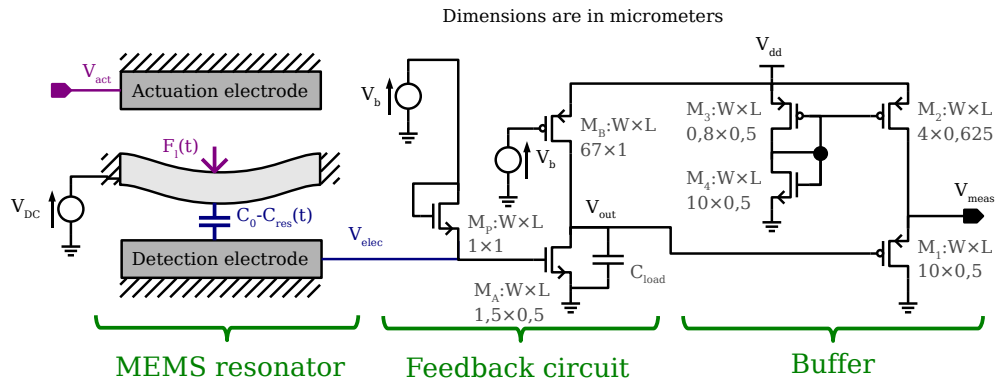 Dimensions are in micrometers
V_act
Actuation electrode
F_l(t)
V_DC
C_0-C_res(t)
Detection electrode
V_elec
MEMS resonator
V_b
V_b
M_B:W×L
67×1
M_P:W×L
1×1
V_out
C_load
M_A:W×L
1,5×0,5
Feedback circuit
V_dd
M_3:W×L
0,8×0,5
M_2:W×L
4×0,625
M_4:W×L
10×0,5
V_meas
M_1:W×L
10×0,5
Buffer